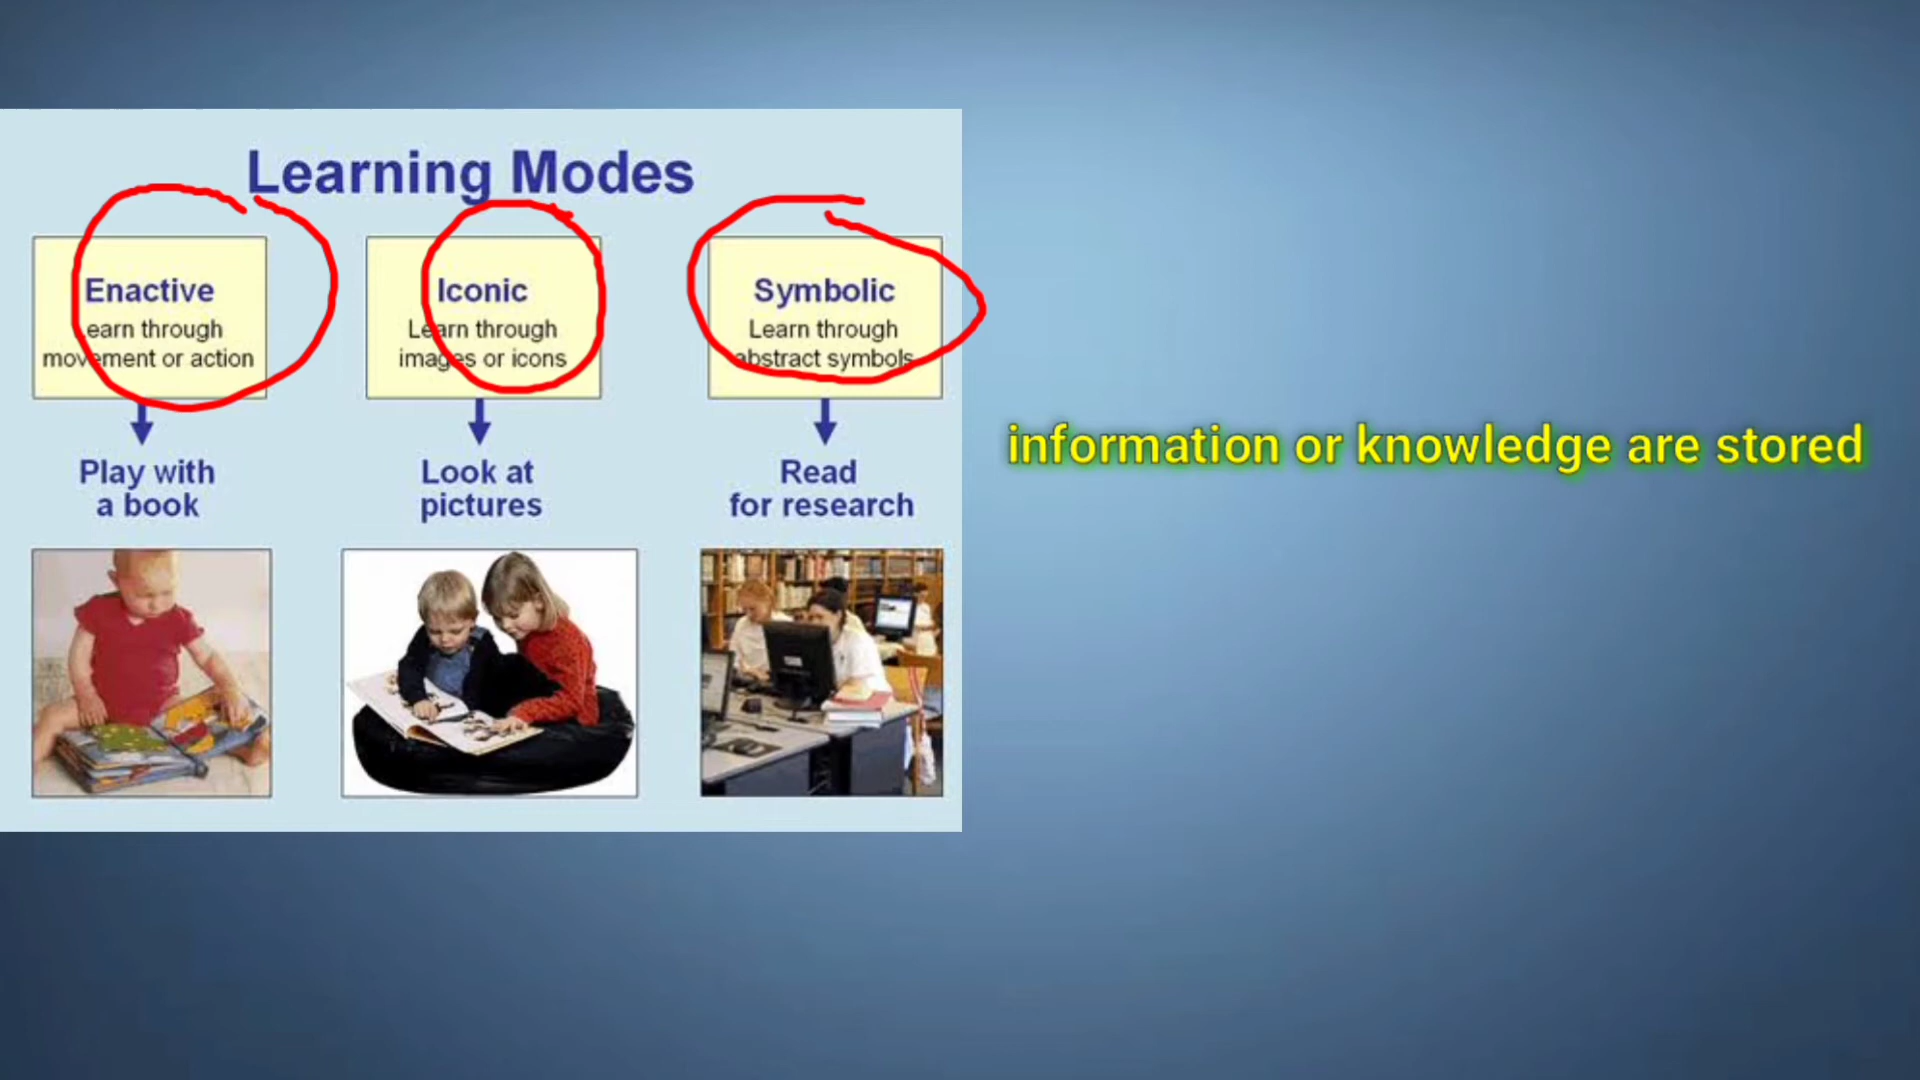 Learning Modes
Enactive
earn through
movement or action
Iconic
Learn through
images or icons
Symbolic
Learn through
abstract symbols
Play with
a book
Look at
pictures
Read
for research
information or knowledge are stored